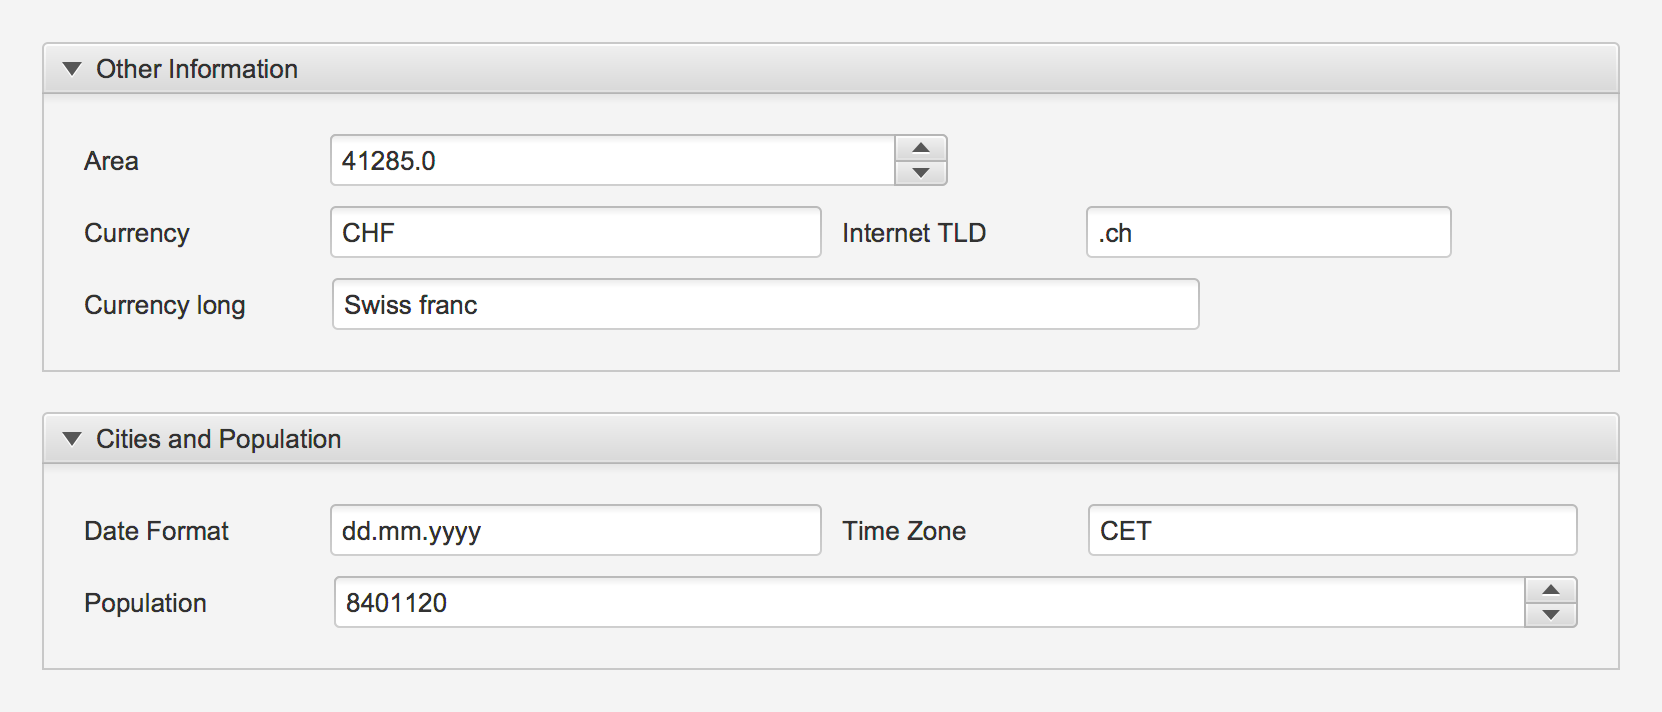 Other Information
Area 41285.0
Currency CHF Internet TLD .ch
Currency long Swiss franc
Cities and Population
Date Format dd.mm.yyyy Time Zone CET
Population 8401120